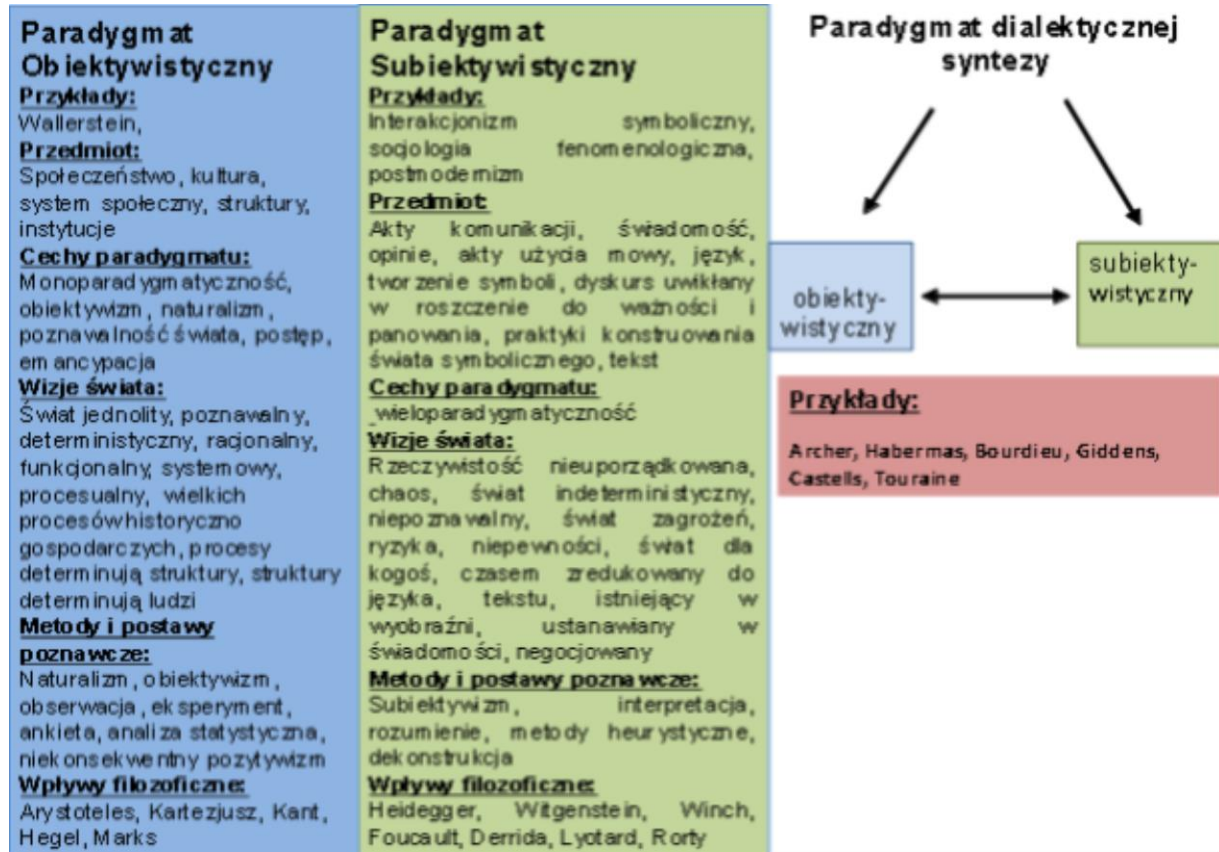 Paradygmat
Obiektywistyczny
Przykłady:
Wallerstein,
Przedmiot:
Społeczeństwo, kultura,
system społeczny, struktury,
instytucje
Cechy paradygmatu:
Monoparadygmatyczność,
obiektywizm, naturalizm,
poznawalność świata, postęp,
emancypacja
Wizje świata:
Świat jednolity, poznawalny,
deterministyczny, racjonalny,
funkcjonalny, systemowy,
procesualny, wielkich
procesów historyczno
gospodarczych, procesy
determinują struktury, struktury
determinują ludzi
Metody i postawy
poznawcze:
Naturalizm, obiektywizm,
obserwacja, eksperyment,
ankieta, analiza statystyczna,
niekonsekwentny pozytywizm
Wpływy filozoficzne:
Arystoteles, Kartezjusz, Kant,
Hegel, Marks
Paradygmat
Subiektywistyczny
Przykłady:
Interakcjonizm symboliczny,
socjologia fenomenologiczna,
postmodernizm
Przedmiot:
Akty komunikacji, świadomość,
opinie, akty użycia mowy, język,
tworzenie symboli, dyskurs uwikłany
w roszczenie do ważności i
panowania, praktyki konstruowania
świata symbolicznego, tekst
Cechy paradygmatu:
wieloparadygmatyczność
Wizje świata:
Rzeczywistość nieuporządkowana,
chaos, świat indeterministyczny,
niepoznawalny, świat zagrożeń,
ryzyka, niepewności, świat dla
kogoś, czasem zredukowany do
języka, tekstu, istniejący w
wyobraźni, ustanawiany w
świadomości, negocjowany
Metody i postawy poznawcze:
Subiektywizm, interpretacja,
rozumienie, metody heurystyczne,
dekonstrukcja
Wpływy filozoficzne:
Heidegger, Witgenstein, Winch,
Foucault, Derrida, Lyotard, Rorty
Paradygmat dialektycznej
syntezy
obiekty-
wistyczny
subiekty-
wistyczny
Przykłady:
Archer, Habermas, Bourdieu, Giddens,
Castells, Touraine